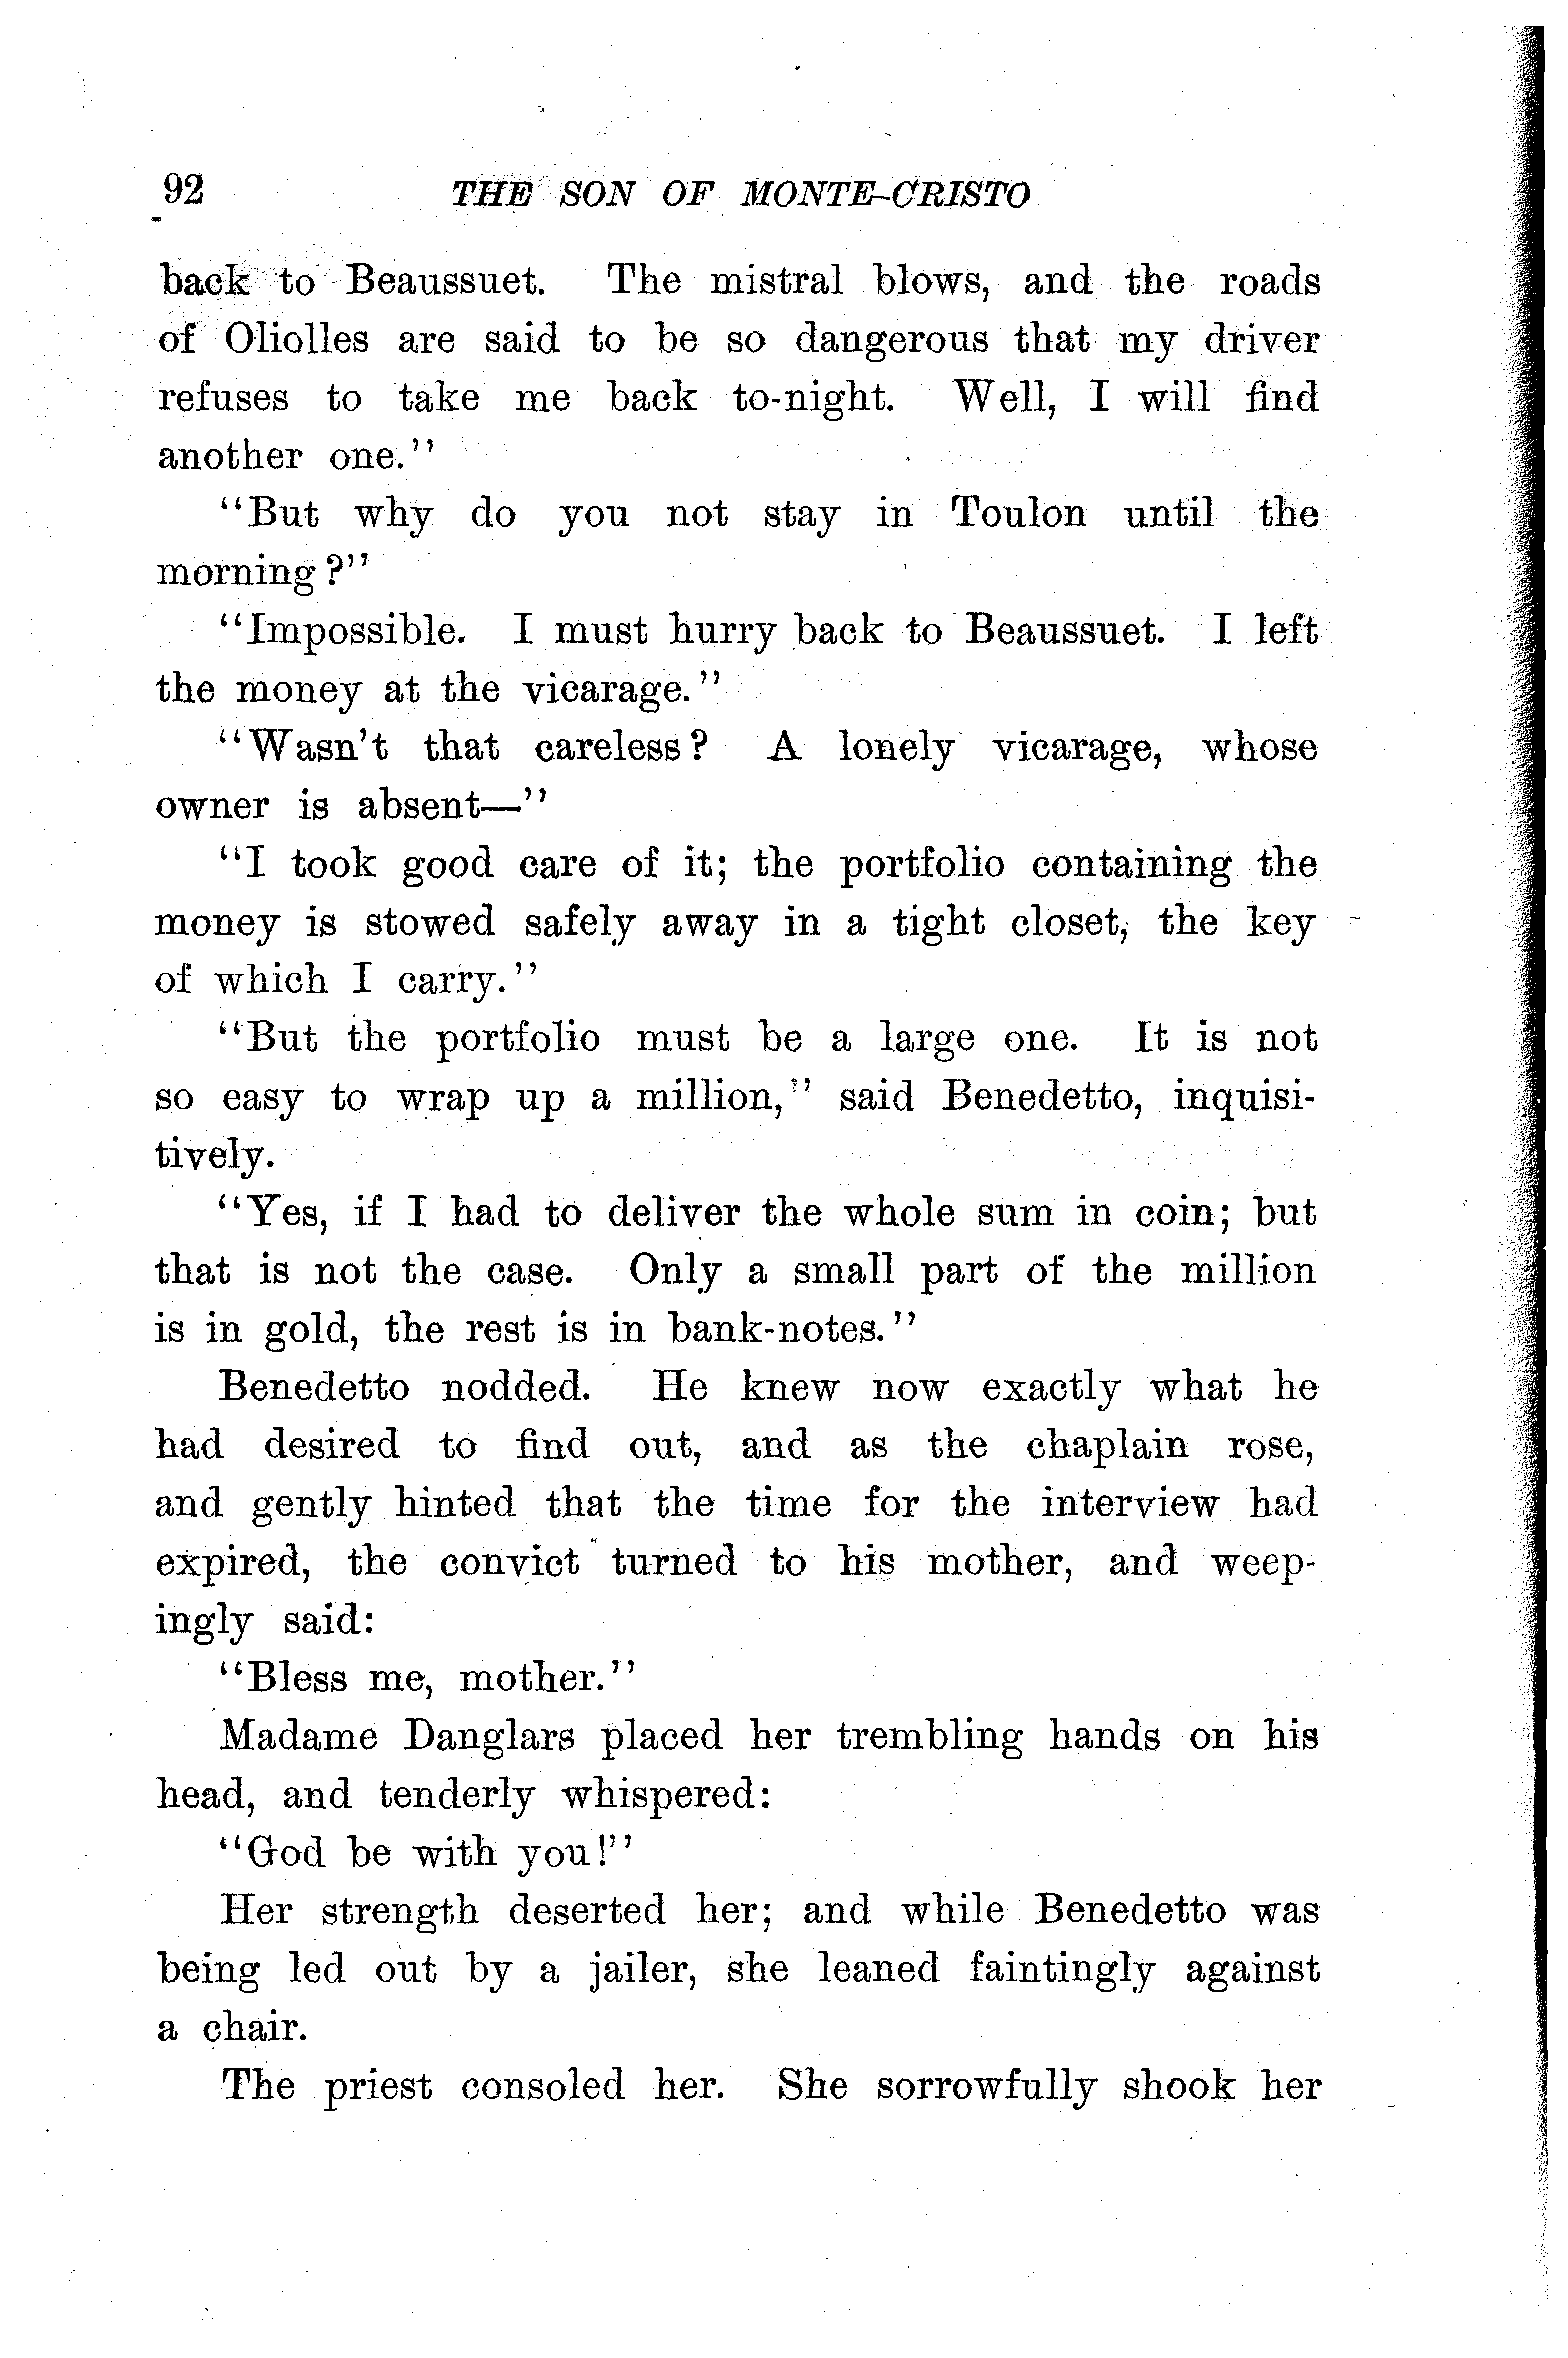 92 THE SON OF MONTE-CRISTO
back to Beaussuet. The mistral blows, and the roads
of Oliolles are said to be so dangerous that my driver
refuses to take me back to-night. Well, I will find
another one."
"But why do you not stay in Toulon until the
morning?"
"Impossible. I must hurry back to Beaussuet. I left
the money at the vicarage."
"Wasn't that careless? A lonely vicarage, whose
owner is absent—"
"I took good care of it; the portfolio containing the
money is stowed safely away in a tight closet, the key
of which I carry."
"But the portfolio must be a large one. It is not
so easy to wrap up a million," said Benedetto, inquisi-
tively.
"Yes, if I had to deliver the whole sum in coin; but
that is not the case. Only a small part of the million
is in gold, the rest is in bank-notes."
Benedetto nodded. He knew now exactly what he
had desired to find out, and as the chaplain rose,
and gently hinted that the time for the interview had
expired, the convict turned to his mother, and weep-
ingly said:
"Bless me, mother."
Madame Danglars placed her trembling hands on his
head, and tenderly whispered:
"God be with you!"
Her strength deserted her; and while Benedetto was
being led out by a jailer, she leaned faintingly against
a chair.
The priest consoled her. She sorrowfully shook her